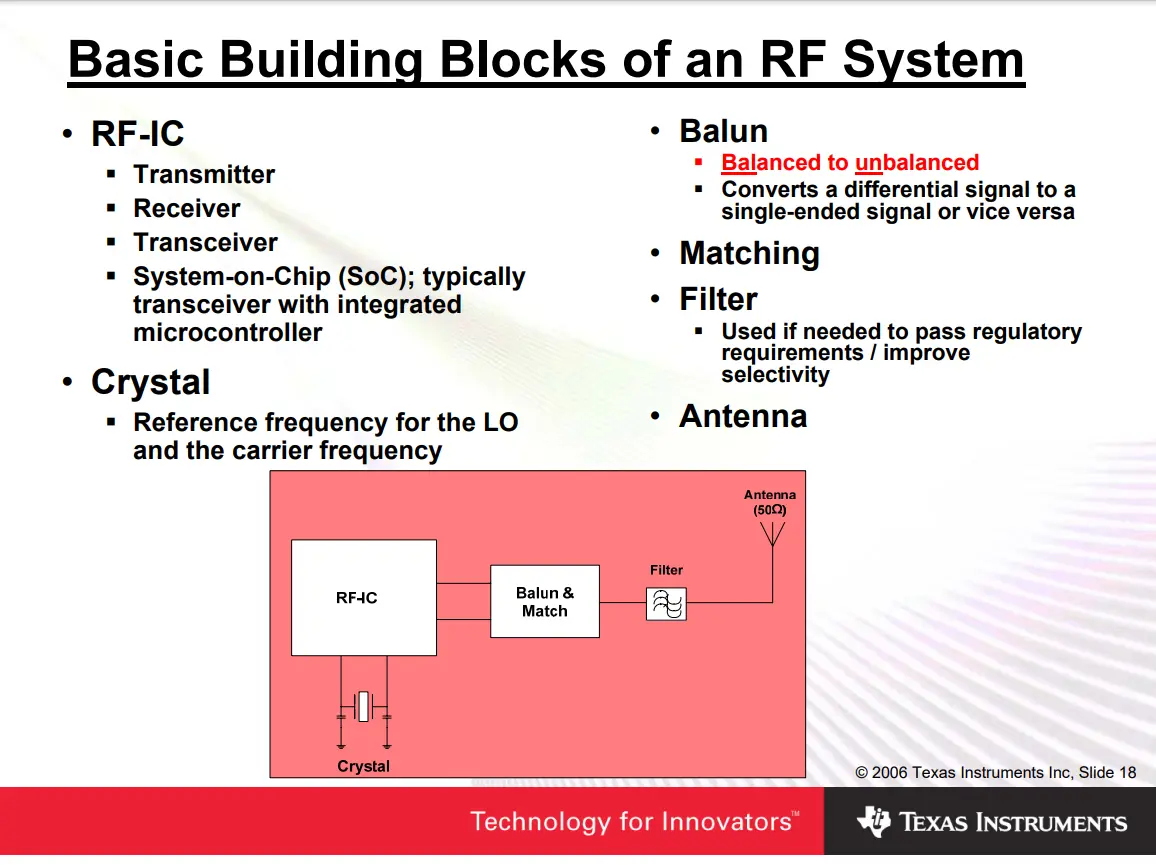 Basic Building Blocks of an RF System
• RF-IC
▪ Transmitter
▪ Receiver
▪ Transceiver
▪ System-on-Chip (SoC); typically
transceiver with integrated
microcontroller
• Crystal
▪ Reference frequency for the LO
and the carrier frequency
• Balun
▪ Balanced to unbalanced
▪ Converts a differential signal to a
single-ended signal or vice versa
• Matching
• Filter
▪ Used if needed to pass regulatory
requirements / improve
selectivity
• Antenna
Antenna
(50Ω)
Filter
RF-IC
Balun &
Match
Crystal
© 2006 Texas Instruments Inc, Slide 18
Technology for Innovators™
TEXAS INSTRUMENTS